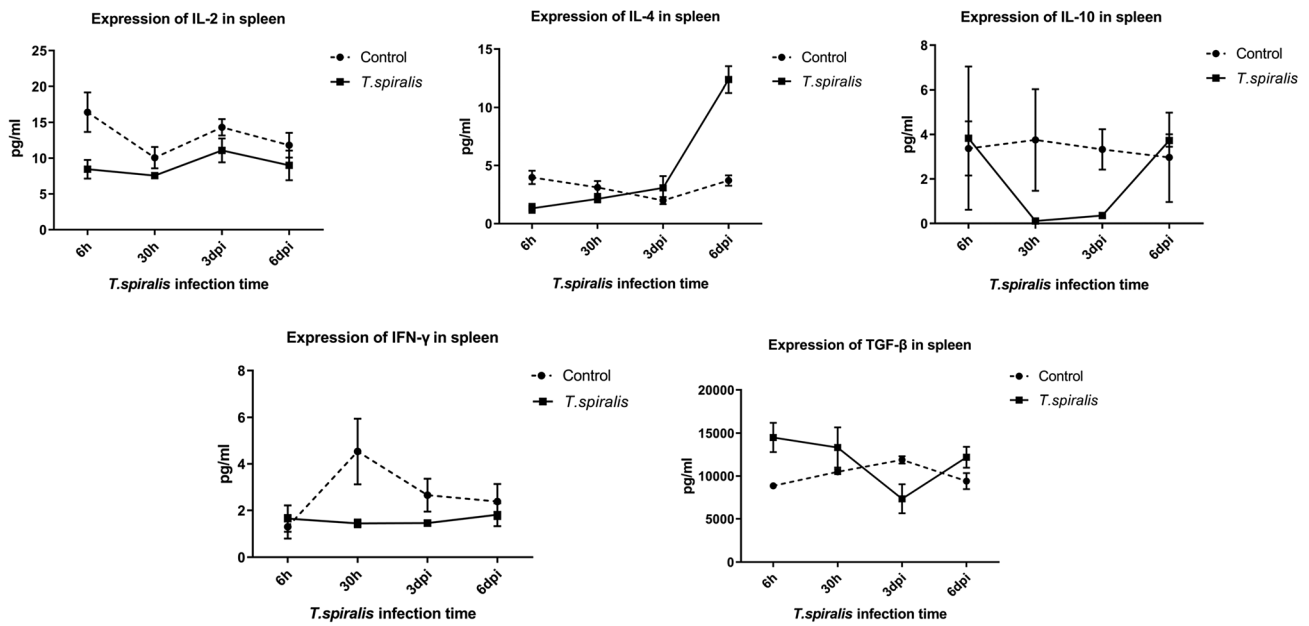 Expression of IL-2 in spleen
25
20
15
10
5
0
pg/ml
Control
T.spiralis
6h
30h
3dpi
6dpi
T.spiralis infection time
Expression of IL-4 in spleen
15
10
5
0
pg/ml
Control
T.spiralis
6h
30h
3dpi
6dpi
T.spiralis infection time
Expression of IL-10 in spleen
8
6
4
2
0
pg/ml
Control
T.spiralis
6h
30h
3dpi
6dpi
T.spiralis infection time
Expression of IFN-γ in spleen
8
6
4
2
0
pg/ml
Control
T.spiralis
6h
30h
3dpi
6dpi
T.spiralis infection time
Expression of TGF-β in spleen
20000
15000
10000
5000
0
pg/ml
Control
T.spiralis
6h
30h
3dpi
6dpi
T.spiralis infection time